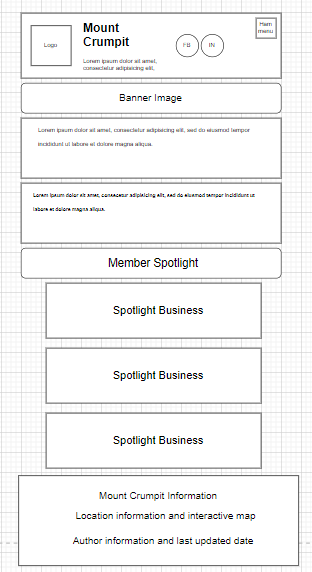 Logo
Mount
Crumpit
Lorem ipsum dolor sit amet,
consectetur adipisicing elit,
FB
IN
Ham
menu
Banner Image
Lorem ipsum dolor sit amet, consectetur adipisicing elit, sed do eiusmod tempor
incididunt ut labore et dolore magna aliqua.
Lorem ipsum dolor sit amet, consectetur adipisicing elit, sed do eiusmod tempor incididunt ut
labore et dolore magna aliqua.
Member Spotlight
Spotlight Business
Spotlight Business
Spotlight Business
Mount Crumpit Information
Location information and interactive map
Author information and last updated date